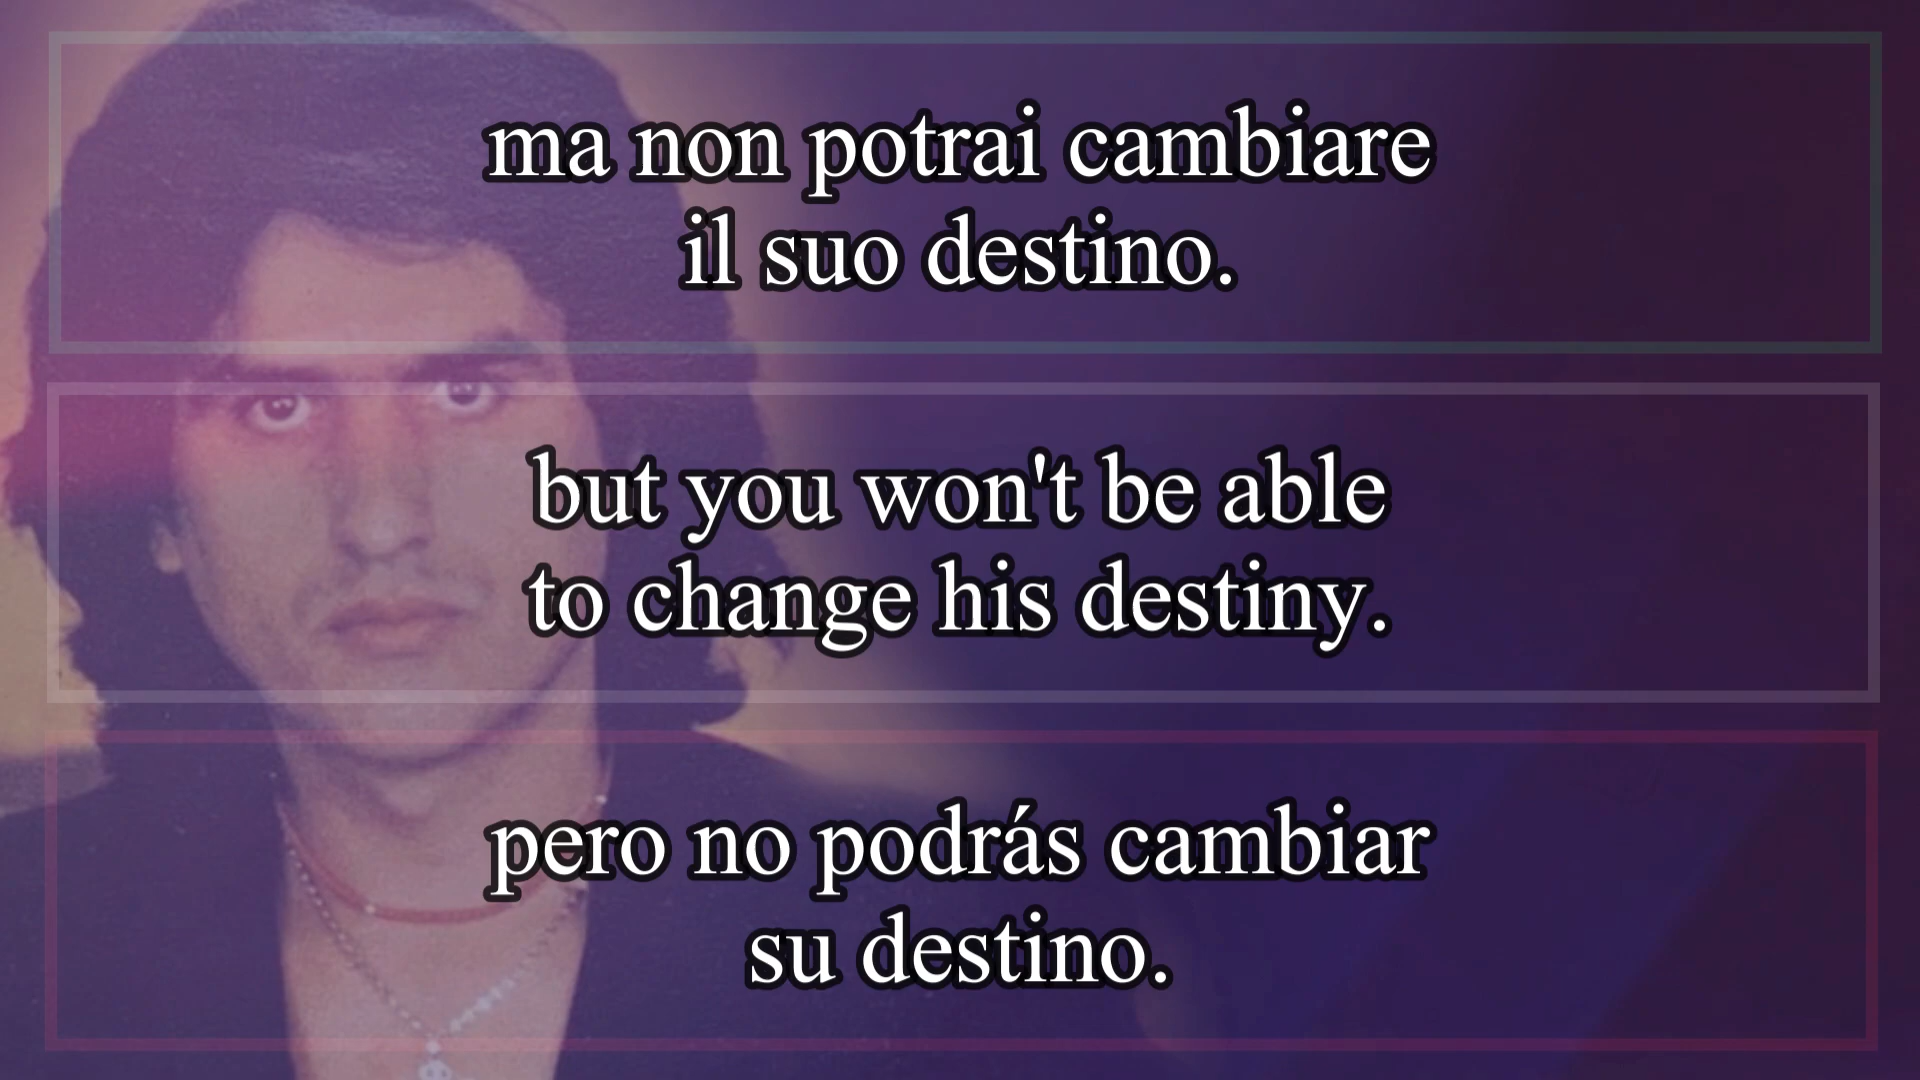 ma non potrai cambiare
il suo destino.
but you won't be able
to change his destiny.
pero no podrás cambiar
su destino.